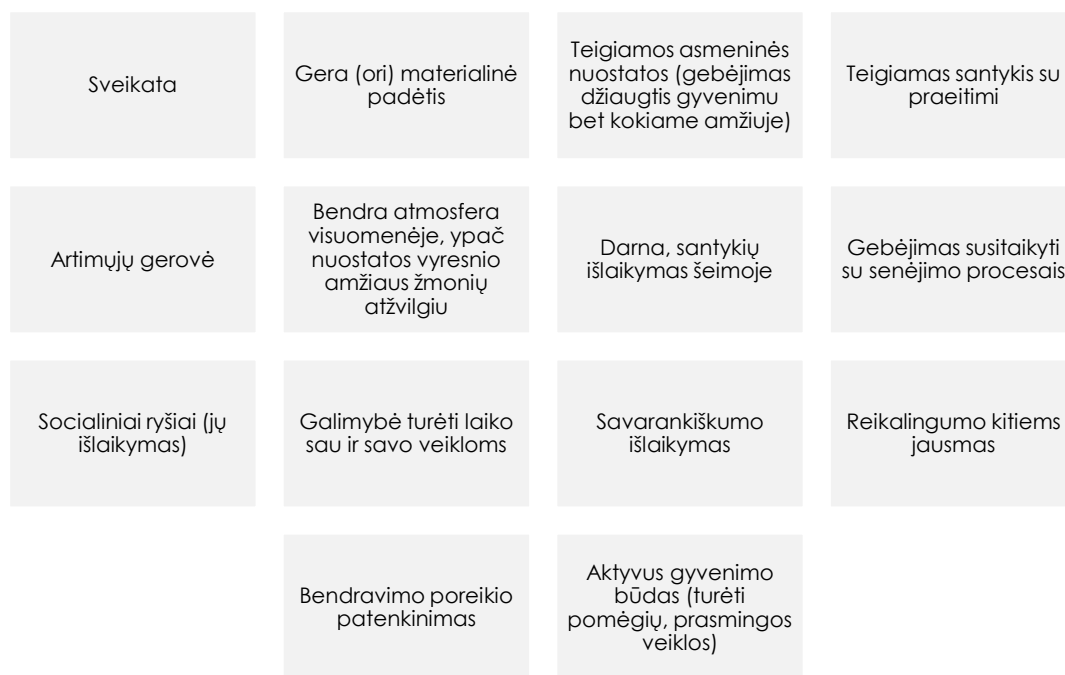 Sveikata
Gera (ori) materialinė
padėtis
Teigiamos asmeninės
nuostatos (gebėjimas
džiaugtis gyvenimu
bet kokiame amžiuje)
Teigiamas santykis su
praeitimi
Artimųjų gerovė
Bendra atmosfera
visuomenėje, ypač
nuostatos vyresnio
amžiaus žmonių
atžvilgiu
Darna, santykių
išlaikymas šeimoje
Gebėjimas susitaikyti
su senėjimo procesais
Socialiniai ryšiai (jų
išlaikymas)
Galimybė turėti laiko
sau ir savo veikloms
Savarankiškumo
išlaikymas
Reikalingumo kitiems
jausmas
Bendravimo poreikio
patenkinimas
Aktyvus gyvenimo
būdas (turėti
pomėgių, prasmingos
veiklos)